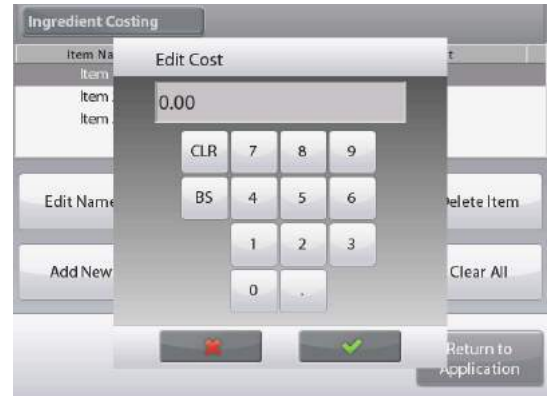 Ingredient Costing
Item Na
t
Edit Cost
Item
Item
Item
0.00
CLR 7 8 9
BS 4 5 6
1 2 3
0 .
Edit Name
elete Item
Add New
Clear All
Return to
Application